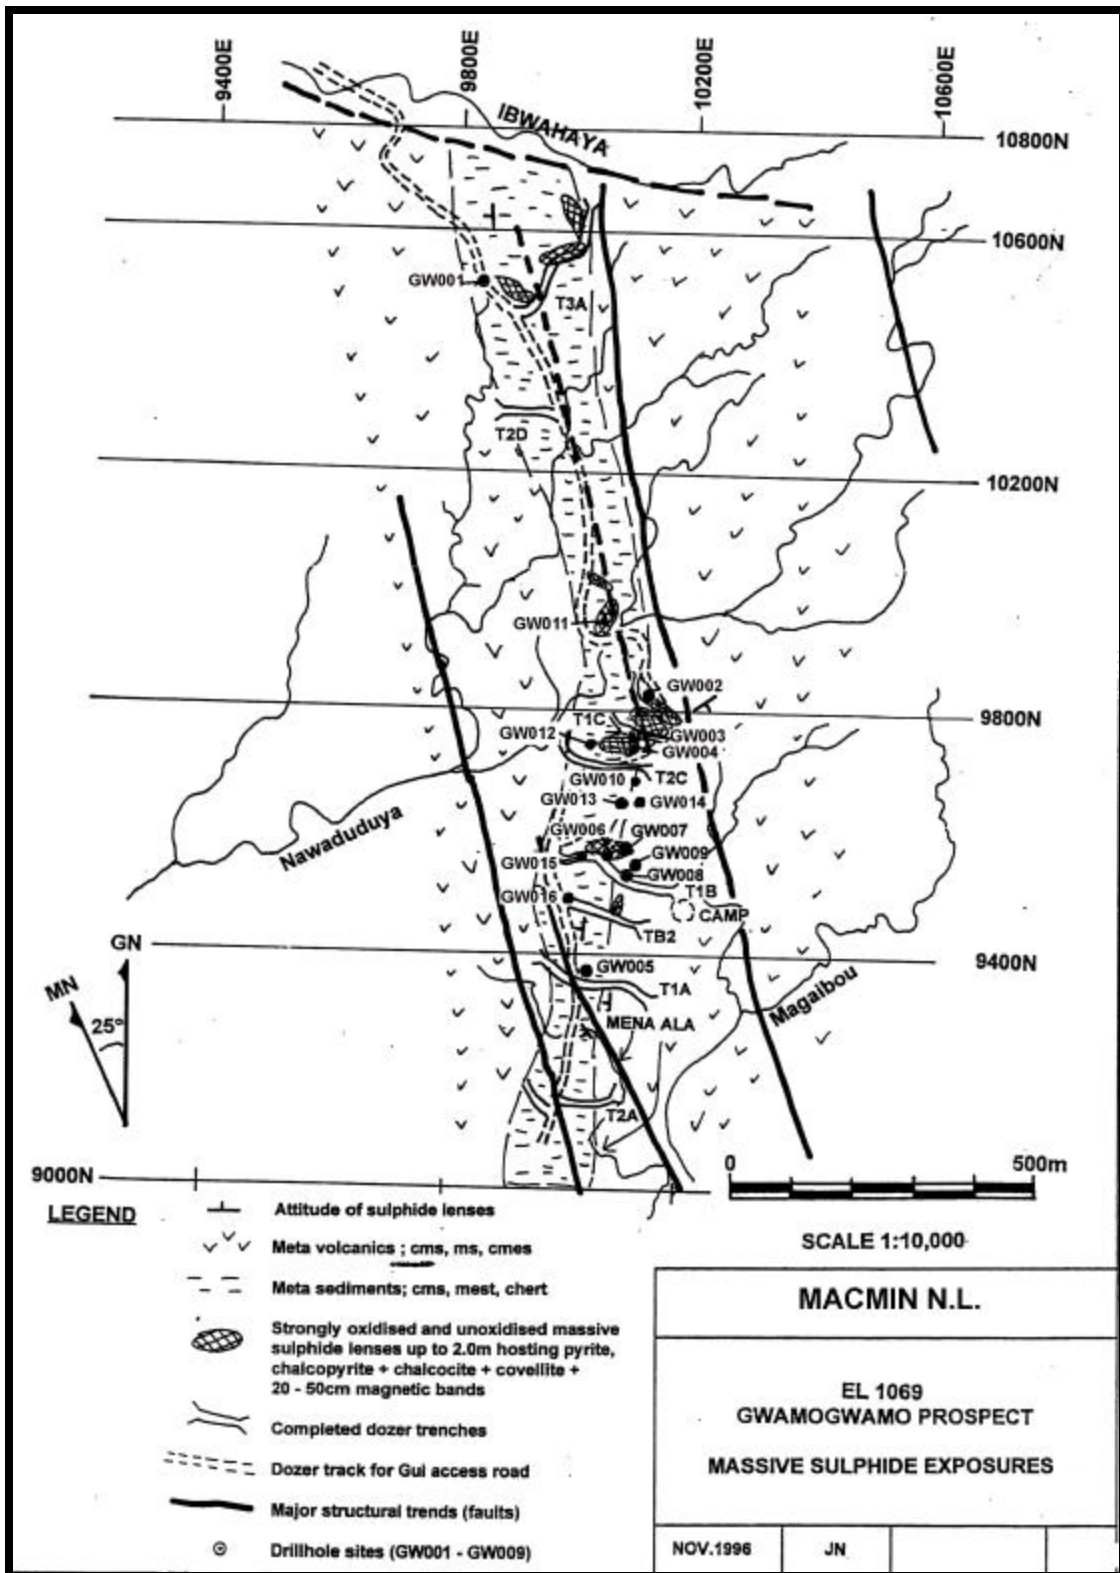 9400E
9800E
10200E
10600E
IBWAHAYA
10800N
10600N
GW001
T3A
T2D
10200N
GW011
GW002
9800N
T1C
GW012
GW003
GW004
GW010
T2C
GW013
GW014
GW006
GW007
GW015
GW009
GW008
Nawaduduya
T1B
GW016
CAMP
TB2
GN
9400N
GW005
MN
T1A
Magaibou
25°
MENA ALA
T2A
9000N
0
500m
SCALE 1:10,000
LEGEND
Attitude of sulphide lenses
Meta volcanics ; cms, ms, cmes
Meta sediments; cms, mest, chert
Strongly oxidised and unoxidised massive
sulphide lenses up to 2.0m hosting pyrite,
chalcopyrite + chalcocite + covellite +
20 - 50cm magnetic bands
Completed dozer trenches
Dozer track for Gui access road
Major structural trends (faults)
Drillhole sites (GW001 - GW009)
MACMIN N.L.
EL 1069
GWAMOGWAMO PROSPECT
MASSIVE SULPHIDE EXPOSURES
NOV.1996
JN